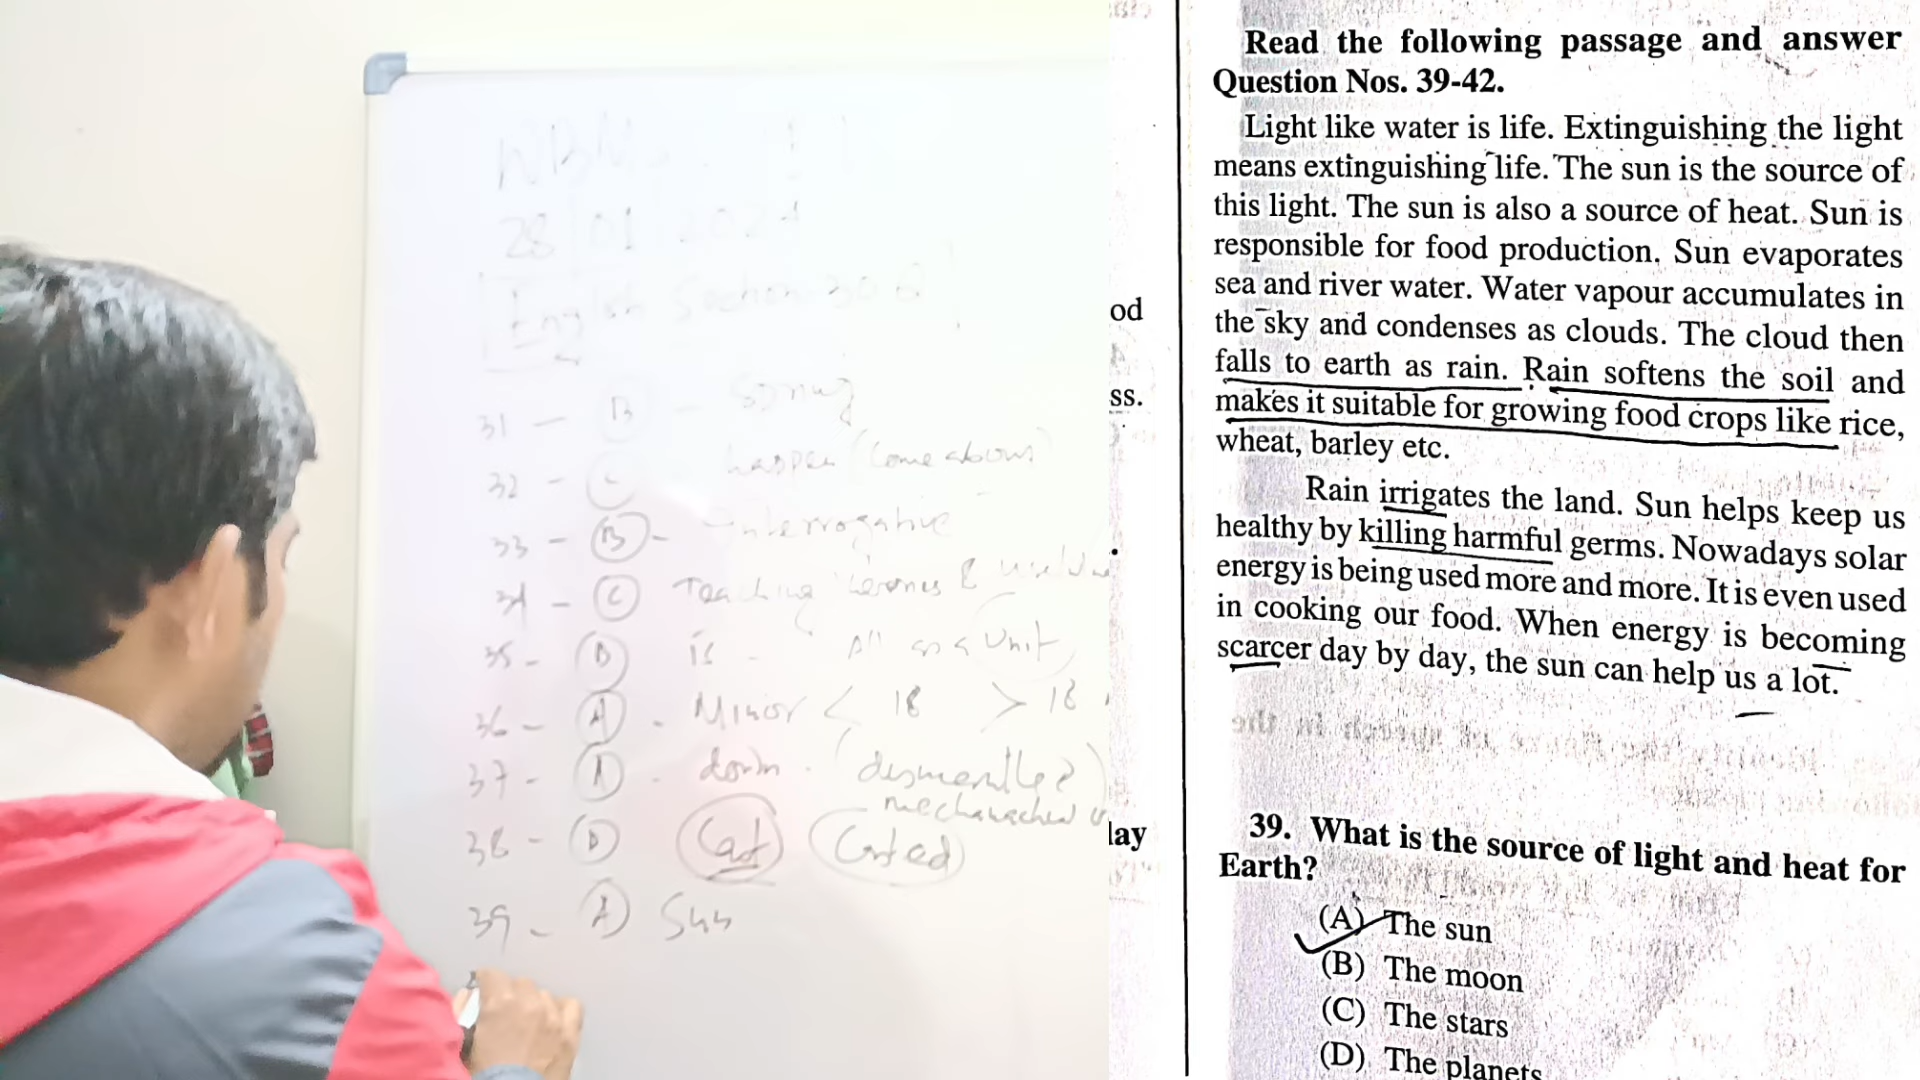 28/01 2024
English Section 30 Q
31 - B - 
32 - C happen (Come about)
33 - B - Interrogative
34 - C Teaching &
35 - is - All as a Unit
36 - A - Minor < 18 > 18
37 - A - down
38 - Cast Casted
39 - A Sun
od
ss.
lay
Read the following passage and answer
Question Nos. 39-42.
Light like water is life. Extinguishing the light
means extinguishing life. The sun is the source of
this light. The sun is also a source of heat. Sun is
responsible for food production. Sun evaporates
sea and river water. Water vapour accumulates in
the sky and condenses as clouds. The cloud then
falls to earth as rain. Rain softens the soil and
makes it suitable for growing food crops like rice,
wheat, barley etc.
Rain irrigates the land. Sun helps keep us
healthy by killing harmful germs. Nowadays solar
energy is being used more and more. It is even used
in cooking our food. When energy is becoming
scarcer day by day, the sun can help us a lot.
39. What is the source of light and heat for
Earth?
(A) The sun
(B) The moon
(C) The stars
(D) The planets